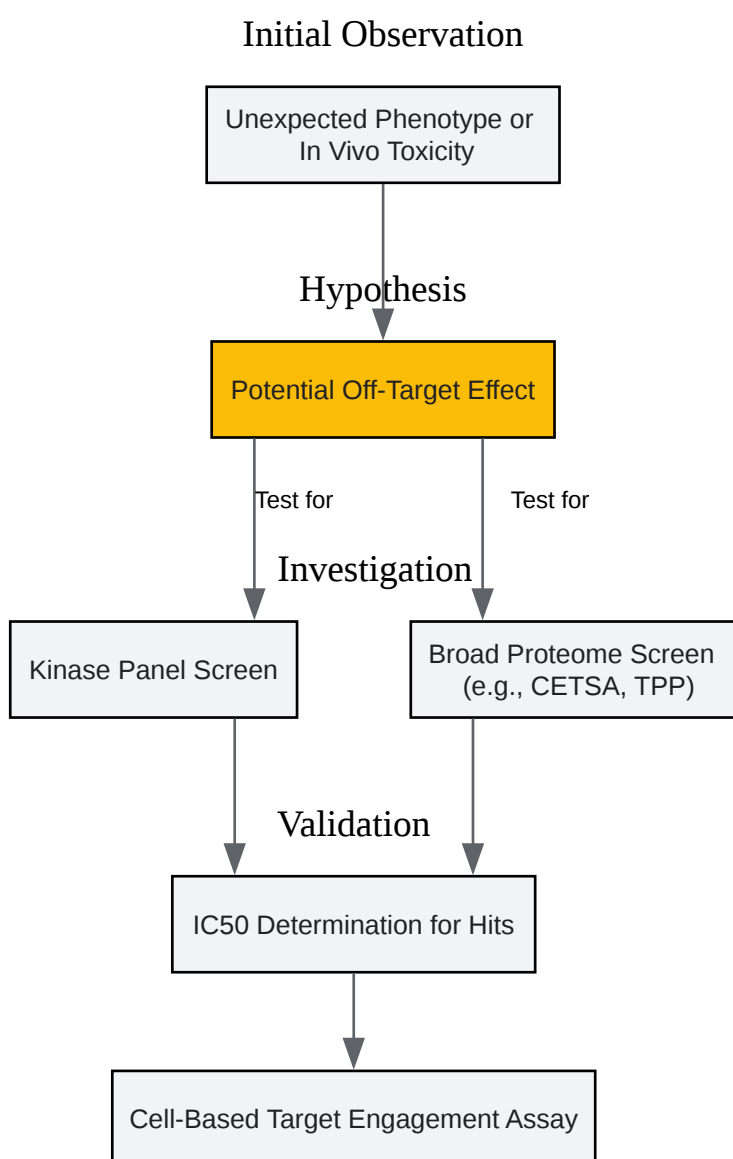 Initial Observation
Unexpected Phenotype or
In Vivo Toxicity
Hypothesis
Potential Off-Target Effect
Test for
Test for
Investigation
Kinase Panel Screen
Broad Proteome Screen
(e.g., CETSA, TPP)
Validation
IC50 Determination for Hits
Cell-Based Target Engagement Assay